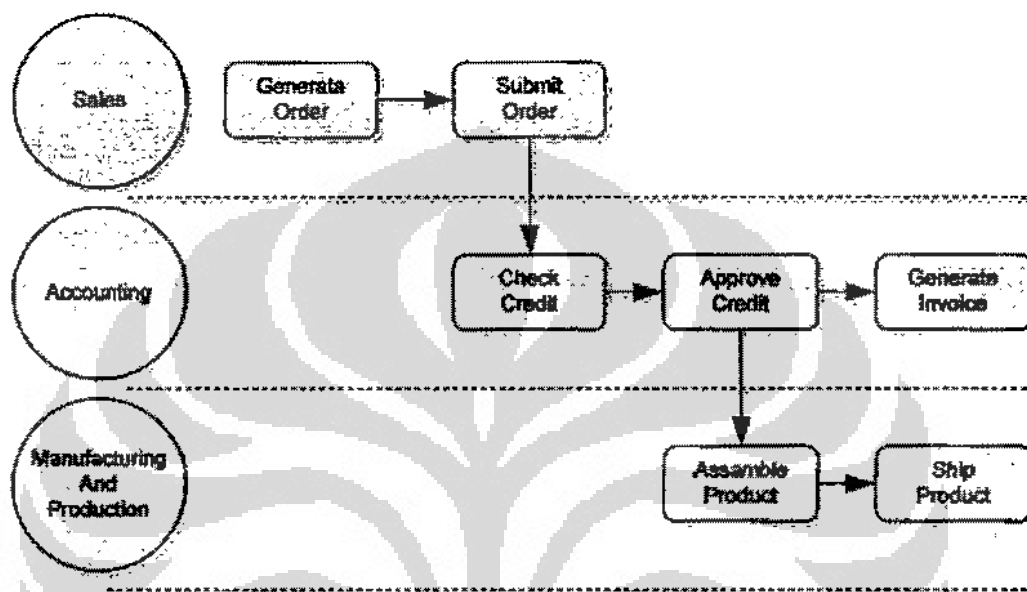 Sales
Generata
Order
Submit
Order
Accounting
Check
Credit
Approve
Credit
Generate
Invoice
Manufacturing
And
Production
Assamble
Product
Ship
Product